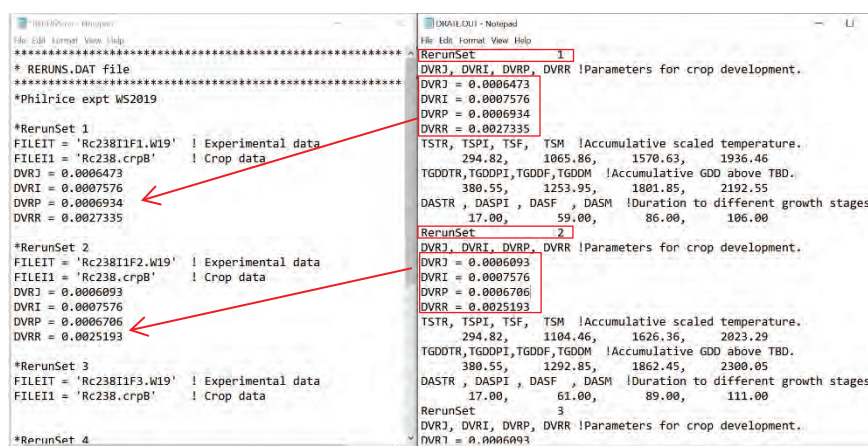 File Edit Format View Help
************************************************************
* RERUNS.DAT file
************************************************************
*Philrice expt WS2019
*RerunSet 1
FILEIT = 'Rc238I1F1.W19' ! Experimental data
FILEI1 = 'Rc238.crpB' ! Crop data
DVRJ = 0.0006473
DVRI = 0.0007576
DVRP = 0.0006934
DVRR = 0.0027335
*RerunSet 2
FILEIT = 'Rc238I1F2.W19' ! Experimental data
FILEI1 = 'Rc238.crpB' ! Crop data
DVRJ = 0.0006093
DVRI = 0.0007576
DVRP = 0.0006706
DVRR = 0.0025193
*RerunSet 3
FILEIT = 'Rc238I1F3.W19' ! Experimental data
FILEI1 = 'Rc238.crpB' ! Crop data
*RerunSet 4
DRATE.OUT - Notepad
File Edit Format View Help
RerunSet 1
DVRJ, DVRI, DVRP, DVRR !Parameters for crop development.
DVRJ = 0.0006473
DVRI = 0.0007576
DVRP = 0.0006934
DVRR = 0.0027335
TSTR, TSPI, TSF, TSM !Accumulative scaled temperature.
294.82, 1065.86, 1570.63, 1936.46
TGDDTR,TGDDPI,TGDDF,TGDDM !Accumulative GDD above TBD.
380.55, 1253.95, 1801.85, 2192.55
DASTR , DASPI , DASF , DASM !Duration to different growth stages
17.00, 59.00, 86.00, 106.00
RerunSet 2
DVRJ, DVRI, DVRP, DVRR !Parameters for crop development.
DVRJ = 0.0006093
DVRI = 0.0007576
DVRP = 0.0006706
DVRR = 0.0025193
TSTR, TSPI, TSF, TSM !Accumulative scaled temperature.
294.82, 1104.46, 1626.36, 2023.29
TGDDTR,TGDDPI,TGDDF,TGDDM !Accumulative GDD above TBD.
380.55, 1292.85, 1862.45, 2300.05
DASTR , DASPI , DASF , DASM !Duration to different growth stages
17.00, 61.00, 89.00, 111.00
RerunSet 3
DVRJ, DVRI, DVRP, DVRR !Parameters for crop development.
DVRJ = 0.0006093